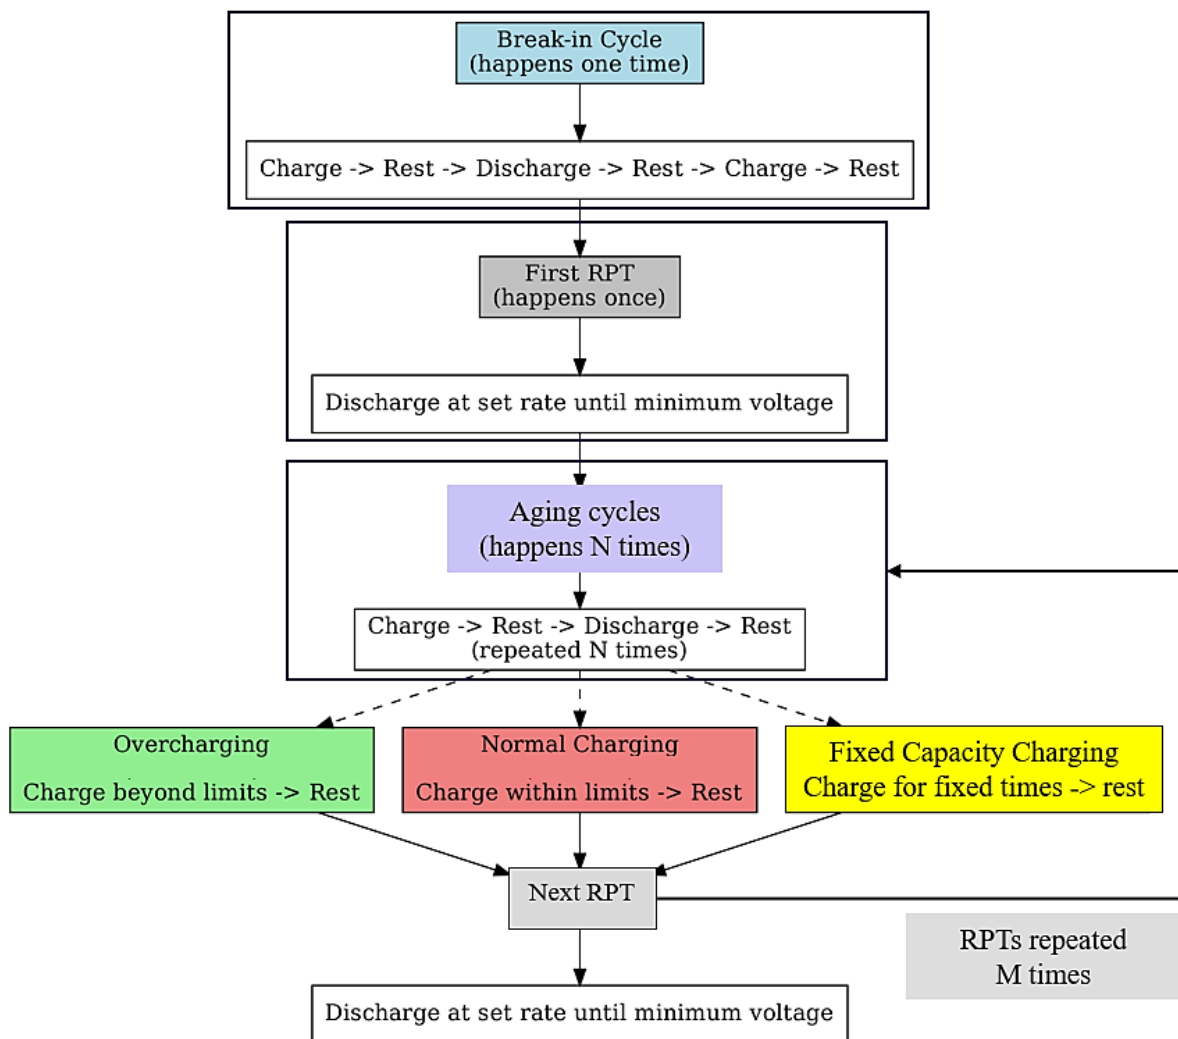 Break-in Cycle
(happens one time)
Charge -> Rest -> Discharge -> Rest -> Charge -> Rest
First RPT
(happens once)
Discharge at set rate until minimum voltage
Aging cycles
(happens N times)
Charge -> Rest -> Discharge -> Rest
(repeated N times)
Overcharging
Charge beyond limits -> Rest
Normal Charging
Charge within limits -> Rest
Fixed Capacity Charging
Charge for fixed times -> rest
Next RPT
RPTs repeated
M times
Discharge at set rate until minimum voltage